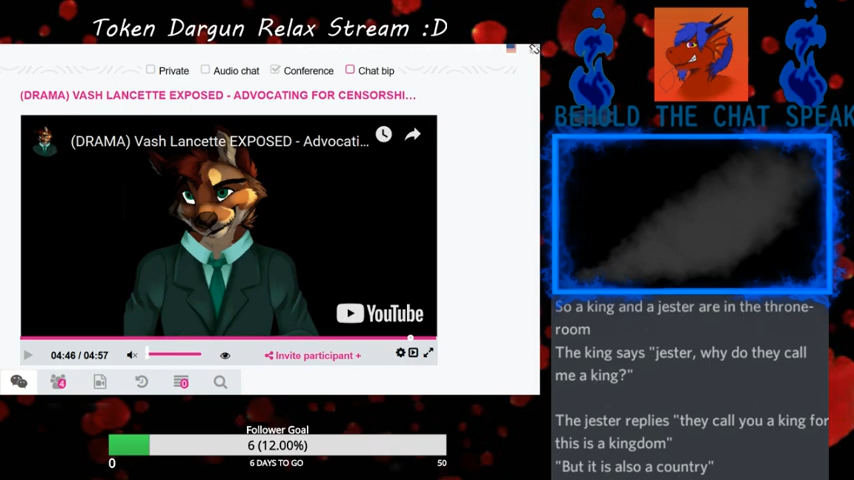 Token Dargun Relax Stream :D
Private
Audio chat
Conference
Chat bip
(DRAMA) VASH LANCETTE EXPOSED - ADVOCATING FOR CENSORSHI...
(DRAMA) Vash Lancette EXPOSED - Advocati...
YouTube
04:46 / 04:57
Invite participant +
4
0
Follower Goal
6 (12.00%)
0
6 DAYS TO GO
50
BEHOLD THE CHAT SPEAK
So a king and a jester are in the throne-
room
The king says "jester, why do they call
me a king?"
The jester replies "they call you a king for
this is a kingdom"
"But it is also a country"